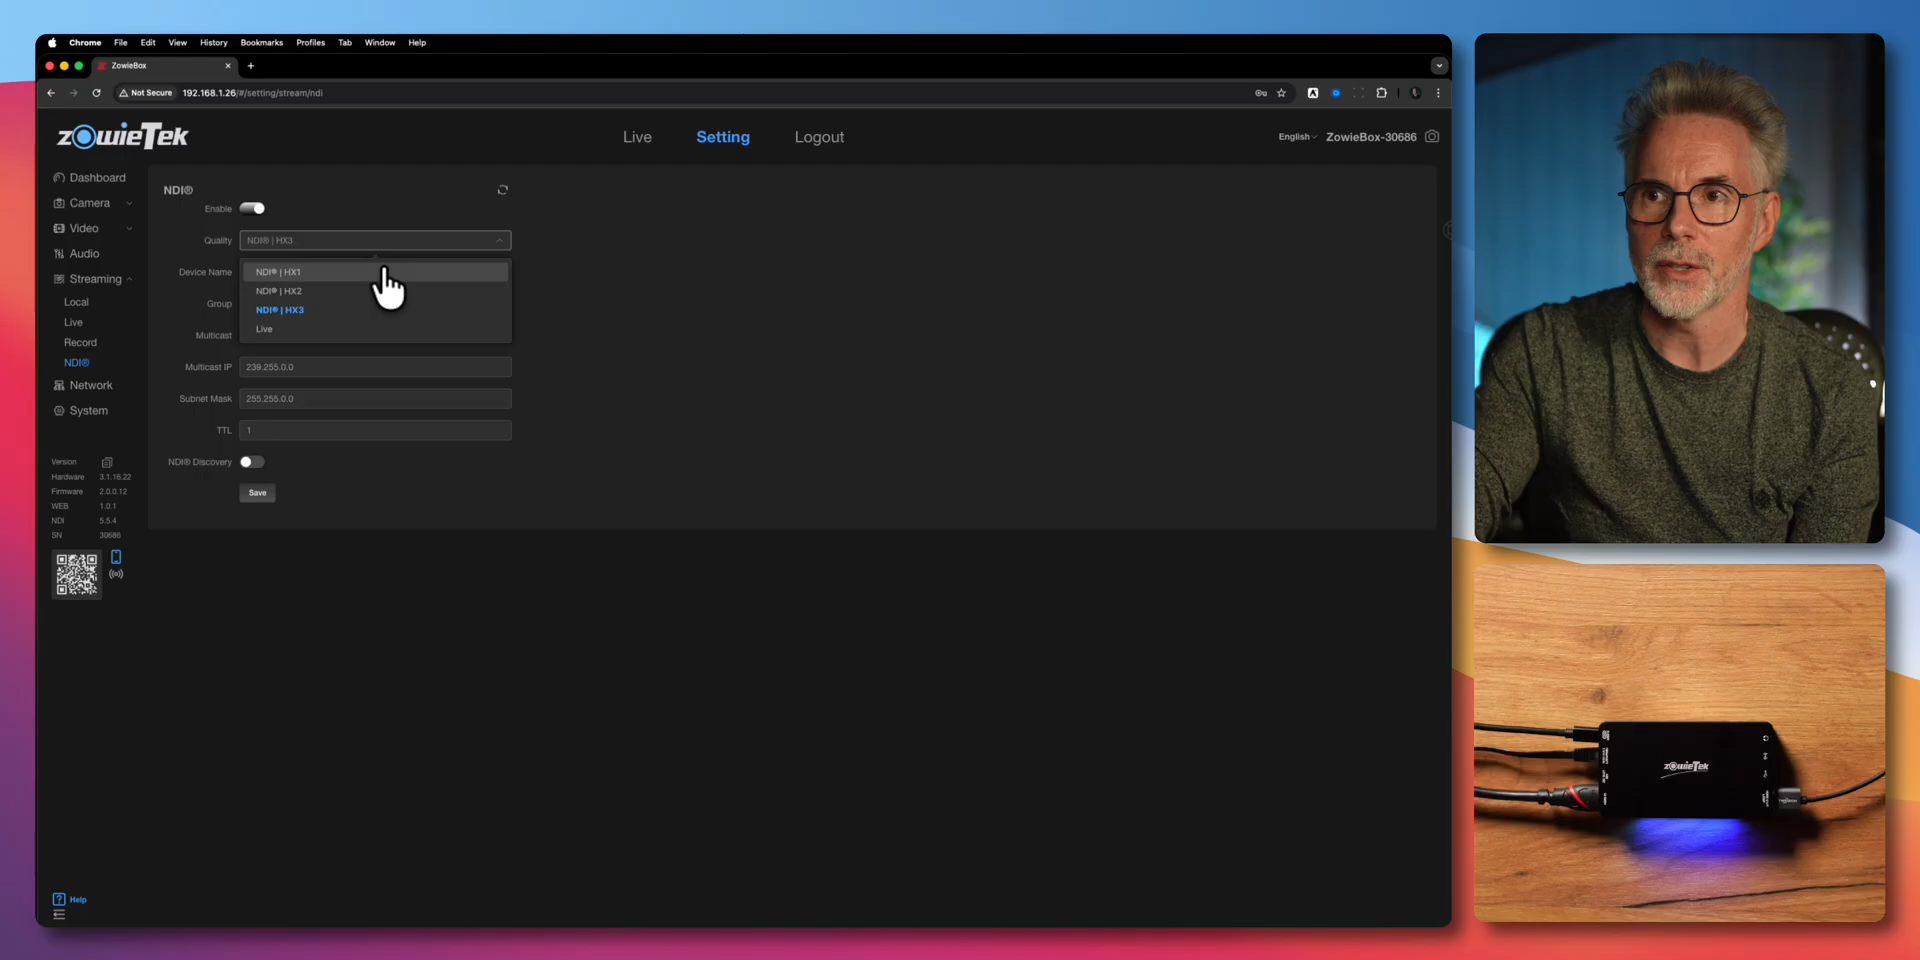 Chrome File Edit View History Bookmarks Profiles Tab Window Help
ZowieBox
Not Secure 192.168.1.26/#/setting/stream/ndi
zowieTek
Live Setting Logout
English ZowieBox-30686
Dashboard
Camera
Video
Audio
Streaming
Local
Live
Record
NDI®
Network
System
Version
Hardware 3.1.16.22
Firmware 2.0.0.12
WEB 1.0.1
NDI 5.5.4
SN 30686
Help
NDI®
Enable
Quality NDI® | HX3
NDI® | HX1
NDI® | HX2
NDI® | HX3
Live
Device Name
Group
Multicast
Multicast IP 239.255.0.0
Subnet Mask 255.255.0.0
TTL 1
NDI® Discovery
Save
zowieTek